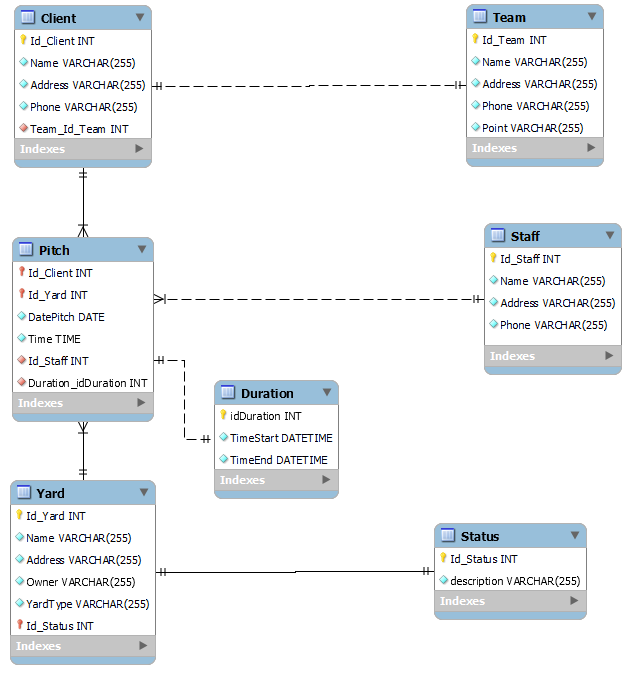 Client
Id_Client INT
Name VARCHAR(255)
Address VARCHAR(255)
Phone VARCHAR(255)
Team_Id_Team INT
Indexes
Team
Id_Team INT
Name VARCHAR(255)
Address VARCHAR(255)
Phone VARCHAR(255)
Point VARCHAR(255)
Indexes
Pitch
Id_Client INT
Id_Yard INT
DatePitch DATE
Time TIME
Id_Staff INT
Duration_idDuration INT
Indexes
Staff
Id_Staff INT
Name VARCHAR(255)
Address VARCHAR(255)
Phone VARCHAR(255)
Indexes
Duration
idDuration INT
TimeStart DATETIME
TimeEnd DATETIME
Indexes
Yard
Id_Yard INT
Name VARCHAR(255)
Address VARCHAR(255)
Owner VARCHAR(255)
YardType VARCHAR(255)
Id_Status INT
Indexes
Status
Id_Status INT
description VARCHAR(255)
Indexes